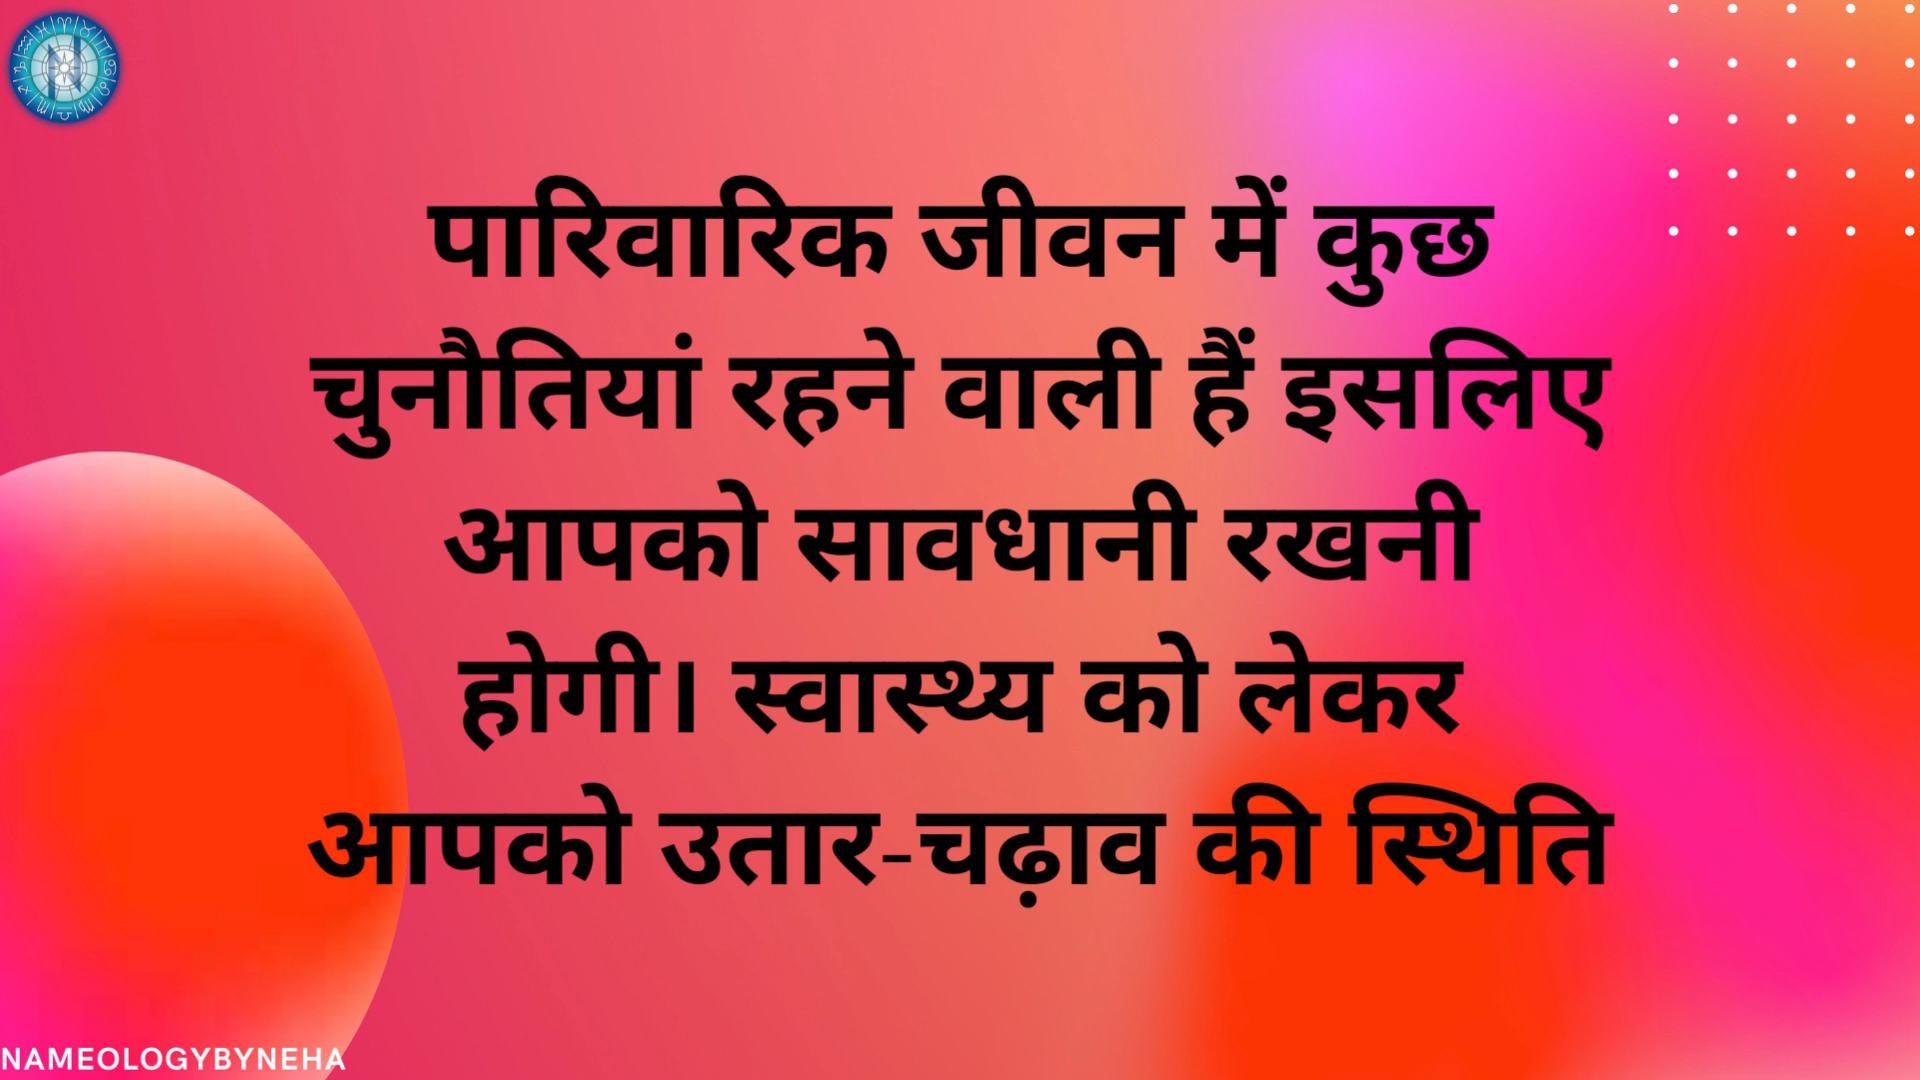 पारिवारिक जीवन में कुछ
चुनौतियां रहने वाली हैं इसलिए
आपको सावधानी रखनी
होगी। स्वास्थ्य को लेकर
आपको उतार-चढ़ाव की स्थिति
NAMEOLOGYBYNEHA